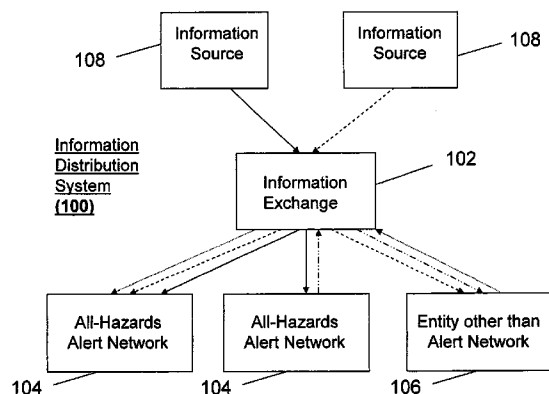 Information
Source
108
Information
Source
108
Information
Distribution
System
(100)
Information
Exchange
102
All-Hazards
Alert Network
104
All-Hazards
Alert Network
104
Entity other than
Alert Network
106